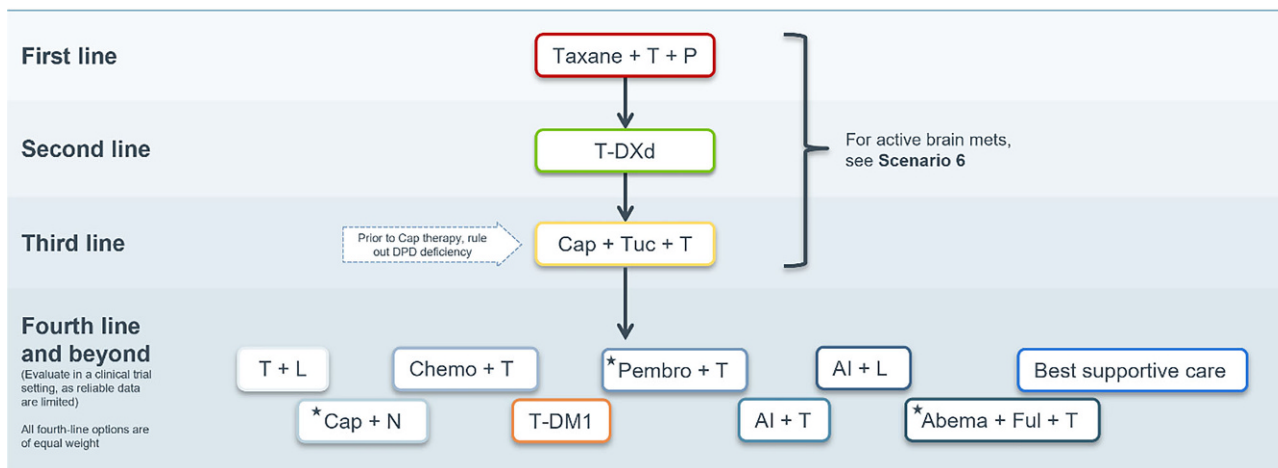 First line
Taxane + T + P
Second line
T-DXd
For active brain mets,
see Scenario 6
Third line
Prior to Cap therapy, rule
out DPD deficiency
Cap + Tuc + T
Fourth line
and beyond
(Evaluate in a clinical trial
setting, as reliable data
are limited)
All fourth-line options are
of equal weight
T + L
Chemo + T
★Pembro + T
AI + L
Best supportive care
★Cap + N
T-DM1
AI + T
★Abema + Ful + T